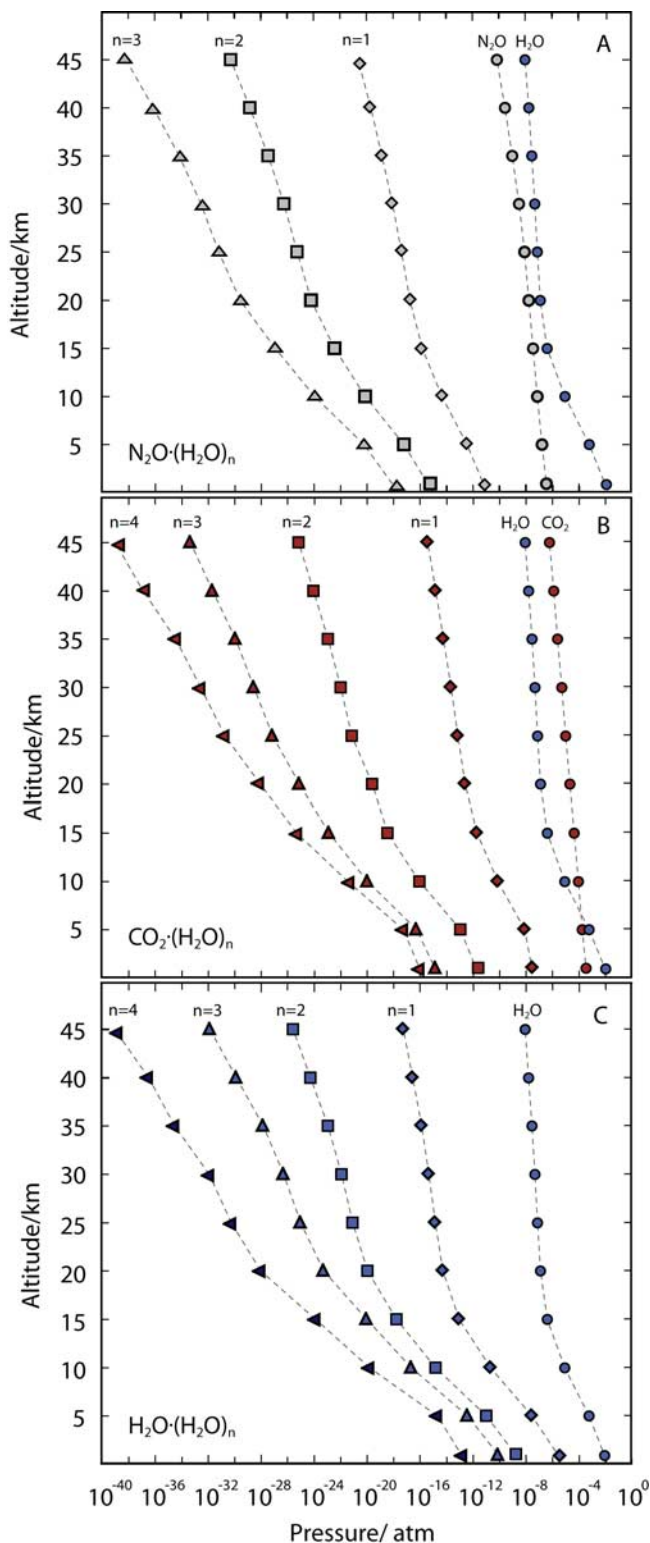 n=3 n=2 n=1 N₂O H₂O A
45
40
35
30
25
20
15
10
5
Altitude/km
N₂O·(H₂O)ₙ
n=4 n=3 n=2 n=1 H₂O CO₂ B
45
40
35
30
25
20
15
10
5
Altitude/km
CO₂·(H₂O)ₙ
n=4 n=3 n=2 n=1 H₂O C
45
40
35
30
25
20
15
10
5
Altitude/km
H₂O·(H₂O)ₙ
10⁻⁴⁰ 10⁻³⁶ 10⁻³² 10⁻²⁸ 10⁻²⁴ 10⁻²⁰ 10⁻¹⁶ 10⁻¹² 10⁻⁸ 10⁻⁴ 10⁰
Pressure/ atm